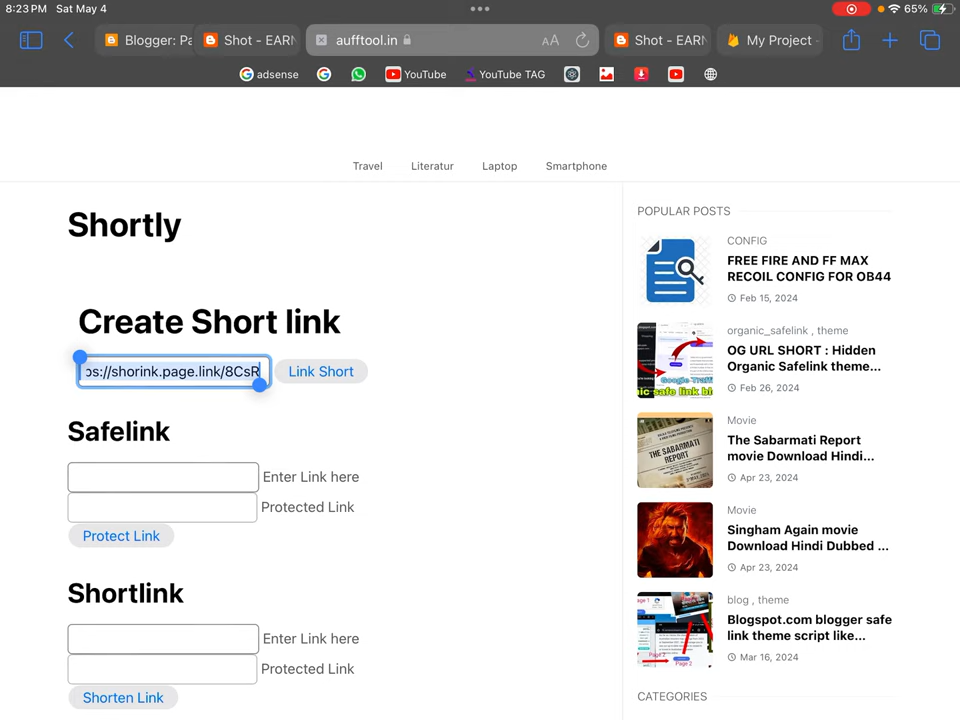 8:23 PM Sat May 4
65%
Blogger: Pa
Shot - EARN
aufftool.in
AA
Shot - EARN
My Project -
adsense
YouTube
YouTube TAG
Travel
Literatur
Laptop
Smartphone
Shortly
Create Short link
ps://shorink.page.link/8CsR
Link Short
Safelink
Enter Link here
Protected Link
Protect Link
Shortlink
Enter Link here
Protected Link
Shorten Link
POPULAR POSTS
CONFIG
FREE FIRE AND FF MAX
RECOIL CONFIG FOR OB44
Feb 15, 2024
organic_safelink , theme
OG URL SHORT : Hidden
Organic Safelink theme...
Feb 26, 2024
Movie
The Sabarmati Report
movie Download Hindi...
Apr 23, 2024
Movie
Singham Again movie
Download Hindi Dubbed ...
Apr 23, 2024
blog , theme
Blogspot.com blogger safe
link theme script like...
Mar 16, 2024
CATEGORIES